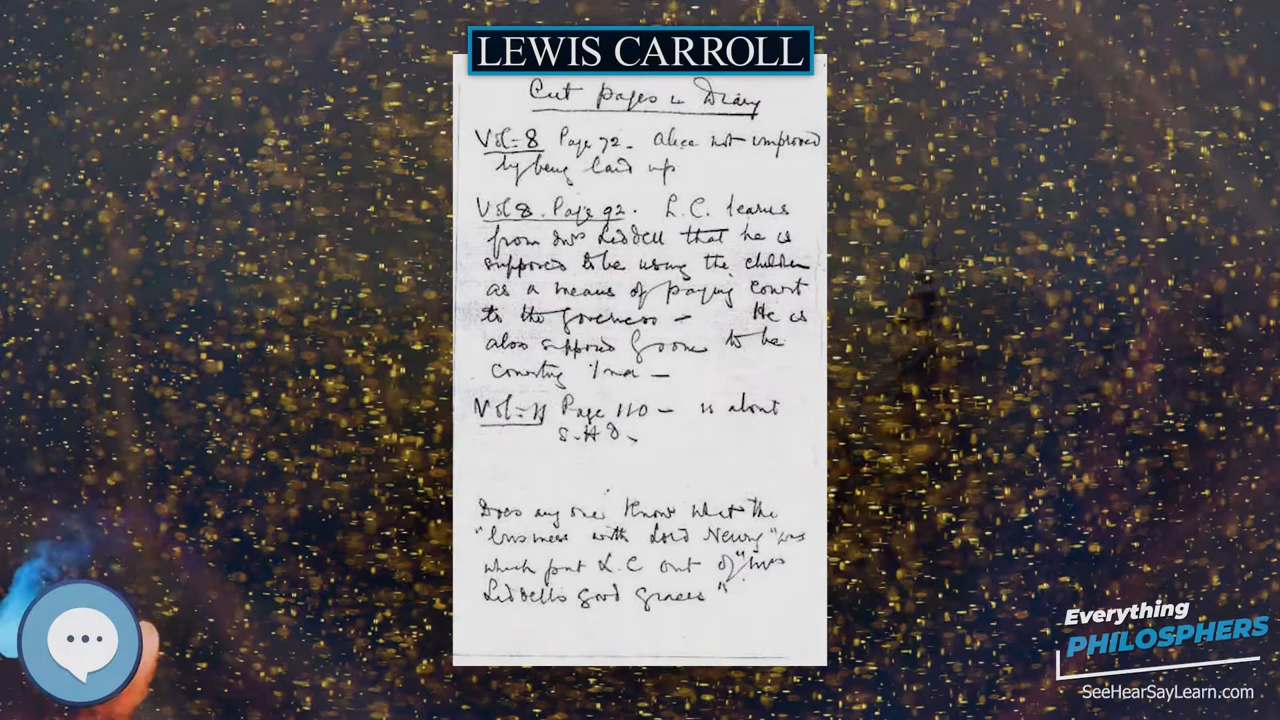 LEWIS CARROLL
Cut pages in Diary
Vol: 8 Page 72. Alice not improved
by being laid up
Vol 8. Page 92. L.C. learns
from Mrs Liddell that he is
supposed to be using the children
as a means of paying court
to the governess – He is
also supposed by some to be
courting Ina –
Vol: 11 Page 110 – is about
Does any one know what the
"business with Lord Newry" was
which put L.C out of "Mrs
Liddell's good graces"
Everything
PHILOSPHERS
SeeHearSayLearn.com